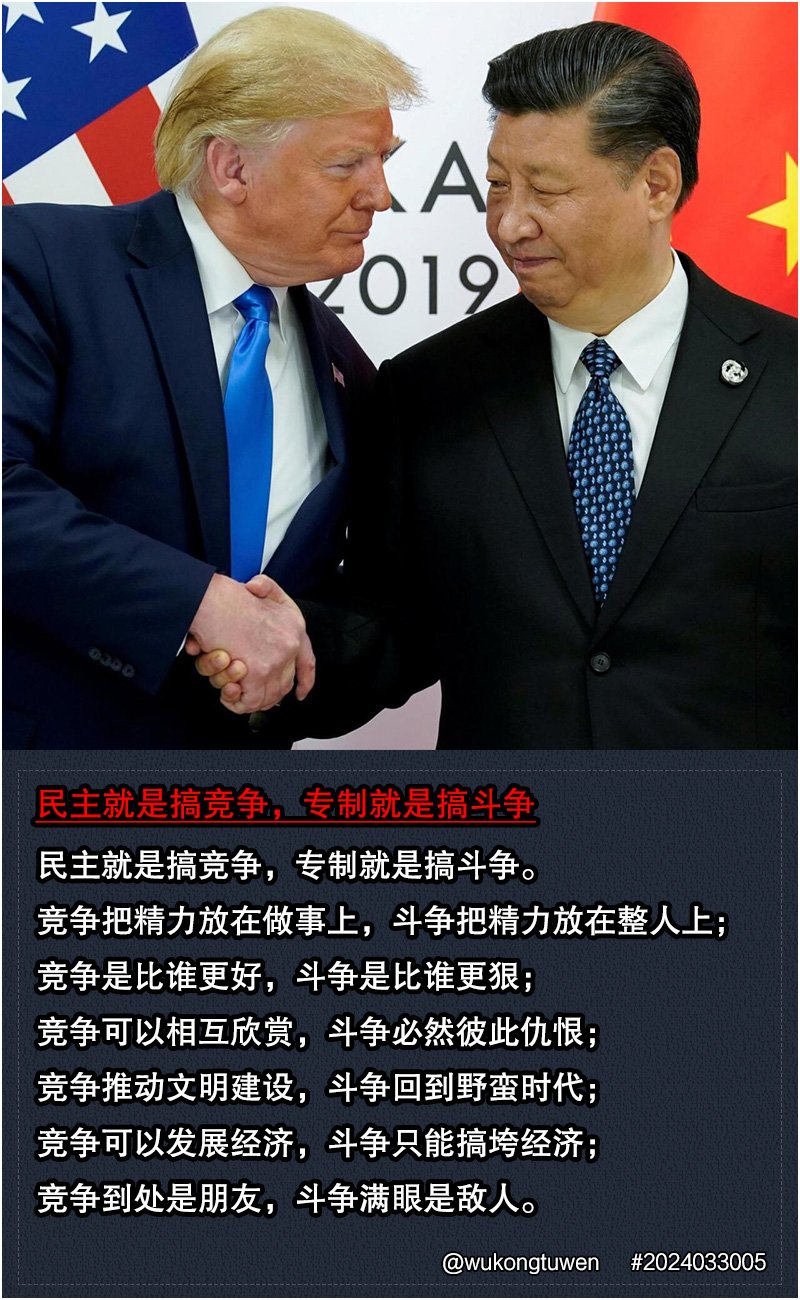 KA
2019
民主就是搞竞争，专制就是搞斗争
民主就是搞竞争，专制就是搞斗争。
竞争把精力放在做事上，斗争把精力放在整人上；
竞争是比谁更好，斗争是比谁更狠；
竞争可以相互欣赏，斗争必然彼此仇恨；
竞争推动文明建设，斗争回到野蛮时代；
竞争可以发展经济，斗争只能搞垮经济；
竞争到处是朋友，斗争满眼是敌人。
@wukongtuwen #2024033005